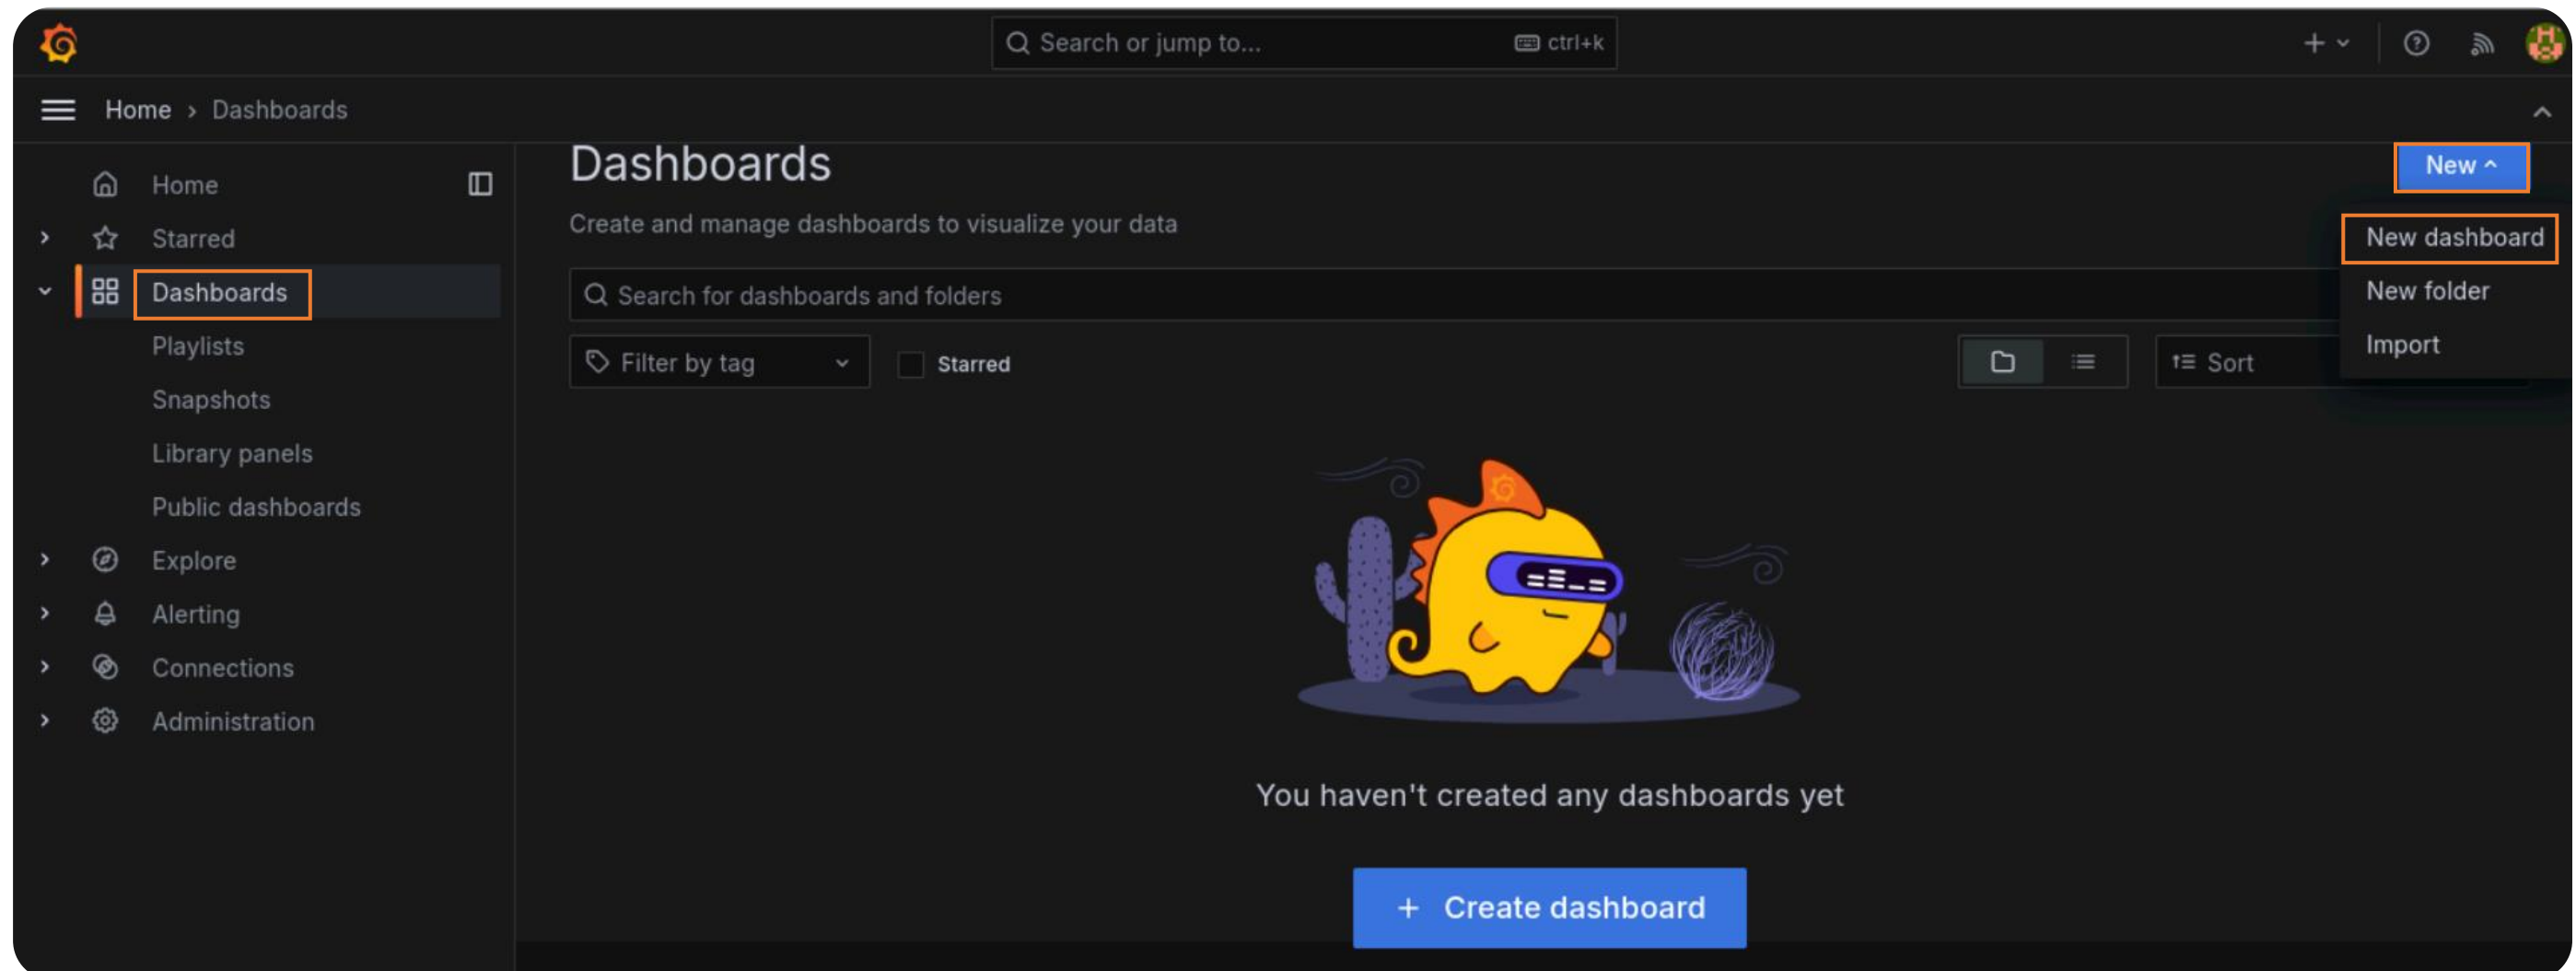 Search or jump to...
ctrl+k
Home › Dashboards
Home
Starred
Dashboards
Playlists
Snapshots
Library panels
Public dashboards
Explore
Alerting
Connections
Administration
Dashboards
New
Create and manage dashboards to visualize your data
New dashboard
New folder
Import
Search for dashboards and folders
Filter by tag
Starred
Sort
You haven't created any dashboards yet
+ Create dashboard